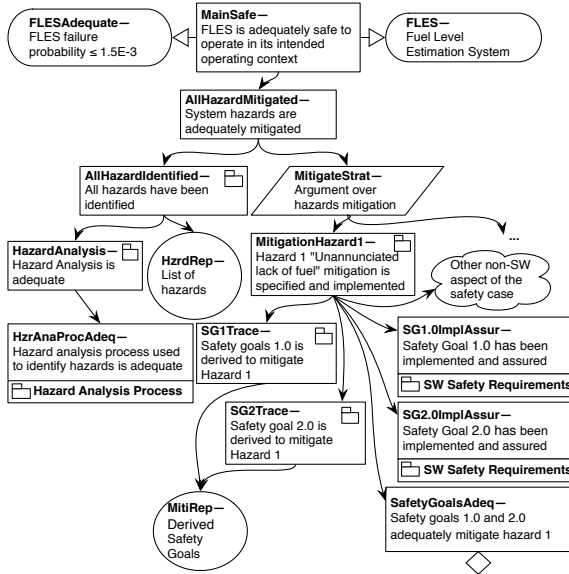 FLESAdequate—
FLES failure
probability ≤ 1.5E-3
MainSafe—
FLES is adequately safe to
operate in its intended
operating context
FLES—
Fuel Level
Estimation System
AllHazardMitigated—
System hazards are
adequately mitigated
AllHazardIdentified—
All hazards have been
identified
MitigateStrat—
Argument over
hazards mitigation
HazardAnalysis—
Hazard Analysis is
adequate
HzrdRep—
List of
hazards
MitigationHazard1—
Hazard 1 "Unannunciated
lack of fuel" mitigation is
specified and implemented
...
Other non-SW
aspect of the
safety case
HzrAnaProcAdeq—
Hazard analysis process used
to identify hazards is adequate
Hazard Analysis Process
SG1Trace—
Safety goals 1.0 is
derived to mitigate
Hazard 1
SG1.0ImplAssur—
Safety Goal 1.0 has been
implemented and assured
SW Safety Requirements
SG2Trace—
Safety goal 2.0 is
derived to mitigate
Hazard 1
SG2.0ImplAssur—
Safety Goal 2.0 has been
implemented and assured
SW Safety Requirements
MitiRep—
Derived
Safety
Goals
SafetyGoalsAdeq—
Safety goals 1.0 and 2.0
adequately mitigate hazard 1